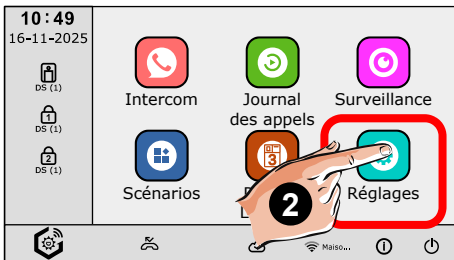 10:49
16-11-2025
DS (1)
1
DS (1)
2
DS (1)
Intercom
Journal
des appels
Surveillance
Scénarios
3
2
Réglages
Maiso...